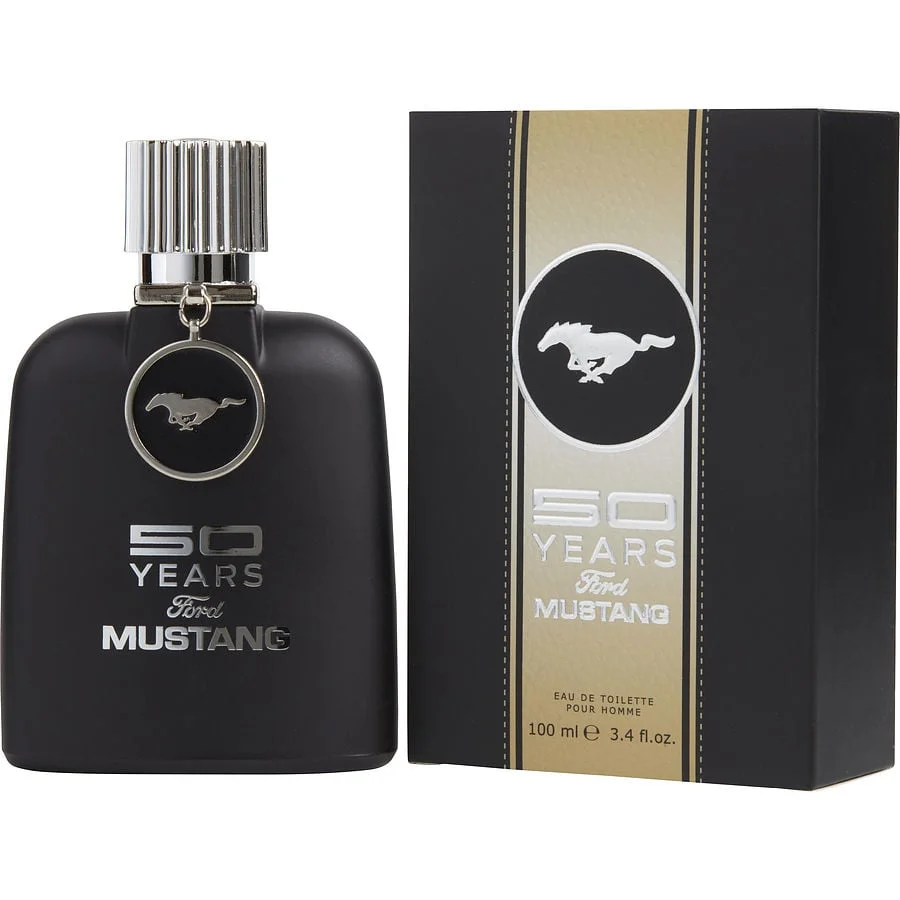 50
YEARS
Ford
MUSTANG
50
YEARS
Ford
MUSTANG
EAU DE TOILETTE
POUR HOMME
100 ml ℮ 3.4 fl.oz.